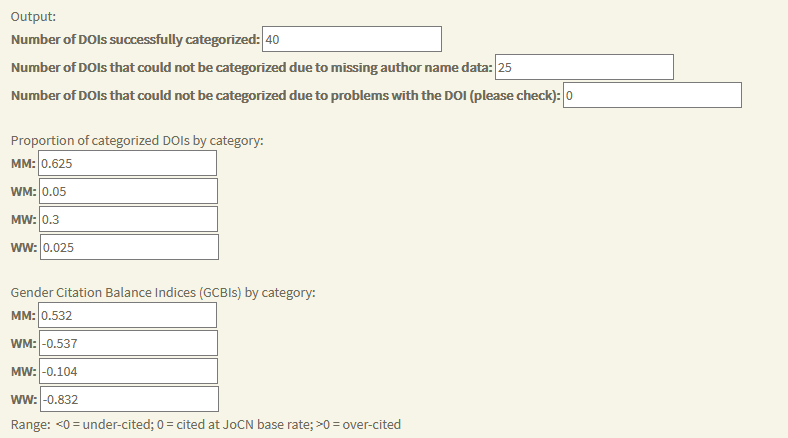 Output:
Number of DOIs successfully categorized: 40
Number of DOIs that could not be categorized due to missing author name data: 25
Number of DOIs that could not be categorized due to problems with the DOI (please check): 0
Proportion of categorized DOIs by category:
MM: 0.625
WM: 0.05
MW: 0.3
WW: 0.025
Gender Citation Balance Indices (GCBIs) by category:
MM: 0.532
WM: -0.537
MW: -0.104
WW: -0.832
Range: <0 = under-cited; 0 = cited at JoCN base rate; >0 = over-cited